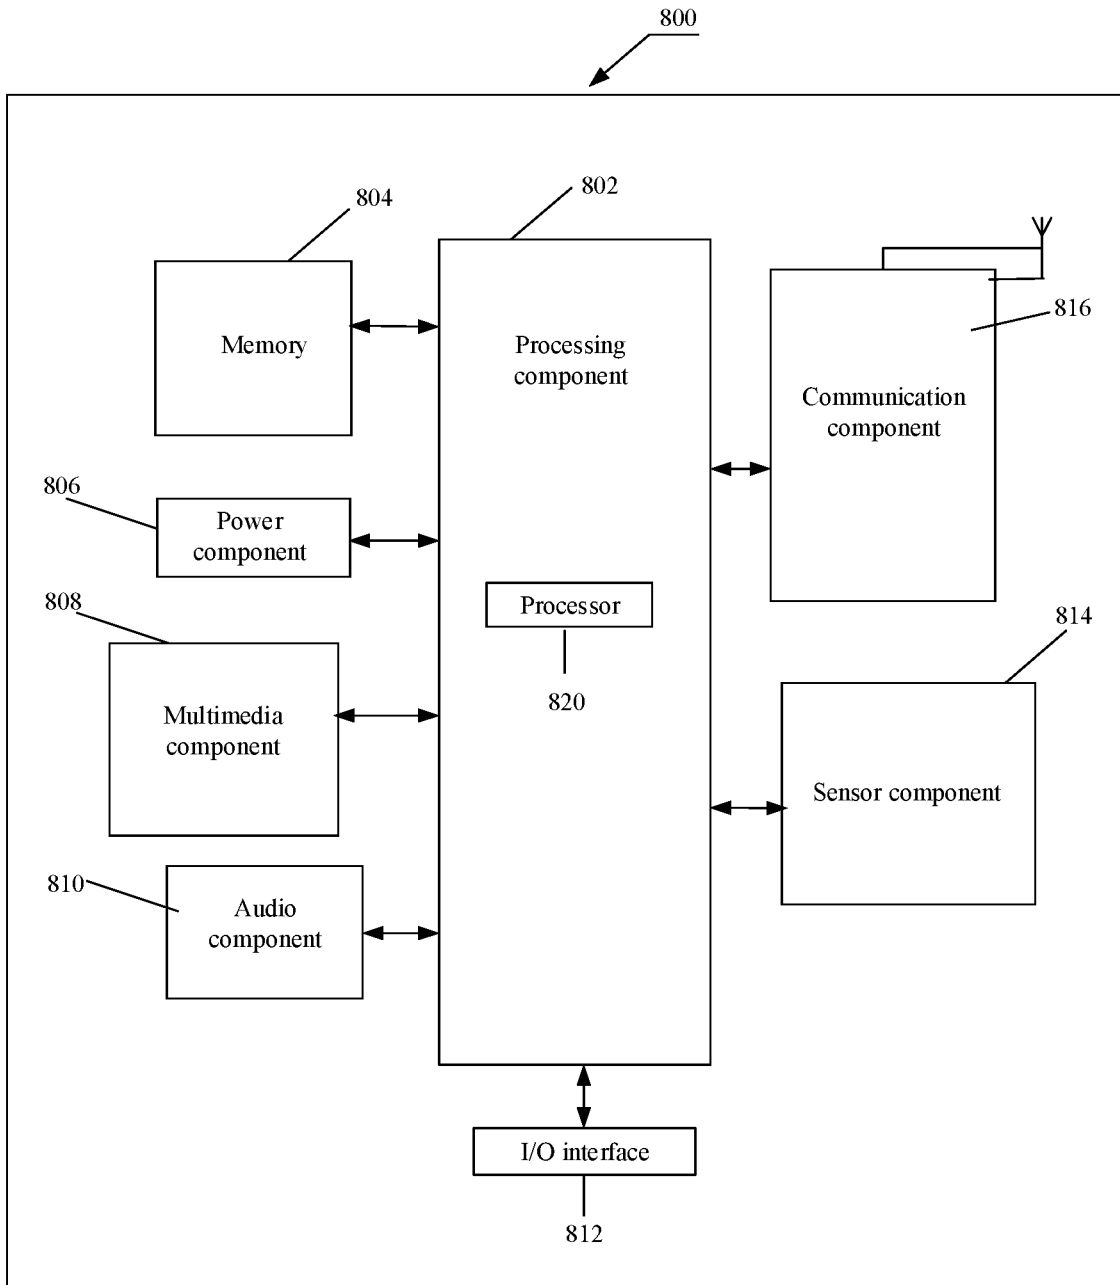 800
802
804
Memory
Processing
component
816
Communication
component
806
Power
component
808
Processor
820
814
Multimedia
component
Sensor component
810
Audio
component
I/O interface
812